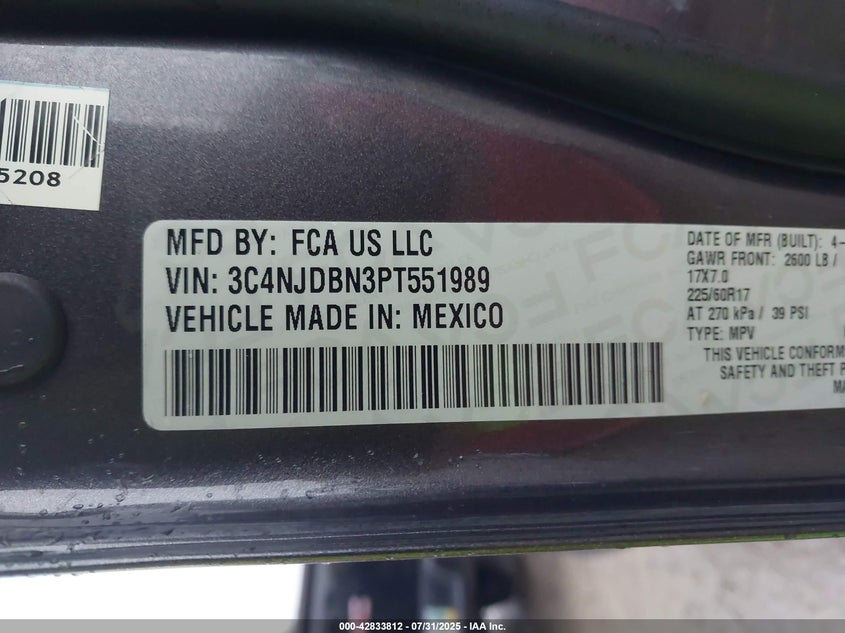 5208
MFD BY: FCA US LLC
VIN: 3C4NJDBN3PT551989
VEHICLE MADE IN: MEXICO
DATE OF MFR (BUILT): 4-
GAWR FRONT: 2600 LB /
17X7.0
225/60R17
AT 270 kPa / 39 PSI
TYPE: MPV
THIS VEHICLE CONFORM
SAFETY AND THEFT P
MA
000-42833812 - 07/31/2025 - © IAA, Inc.